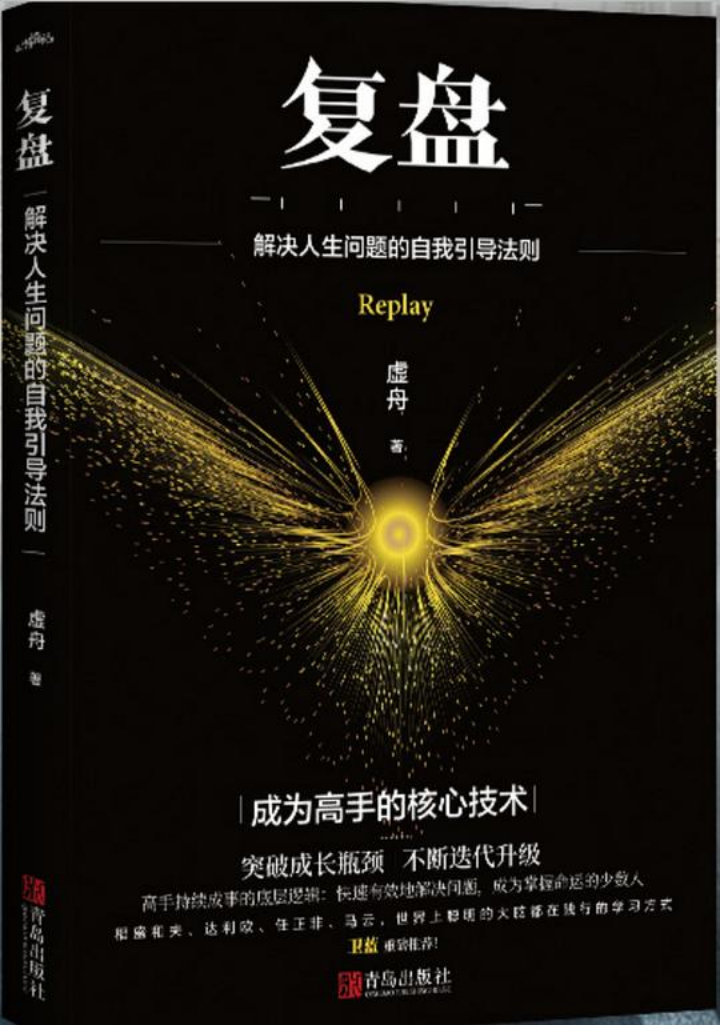 复盘
解决人生问题的自我引导法则
Replay
虚舟
著
成为高手的核心技术
突破成长瓶颈 不断迭代升级
高手持续成事的底层逻辑：快速有效地解决问题，成为掌握命运的少数人
稻盛和夫、达利欧、任正非、马云，世界上聪明的大脑都在践行的学习方式
卫蓝 重磅推荐！
青岛出版社
QINGDAO PUBLISHING HOUSE
复盘
解决人生问题的自我引导法则
虚舟
著
青岛出版社